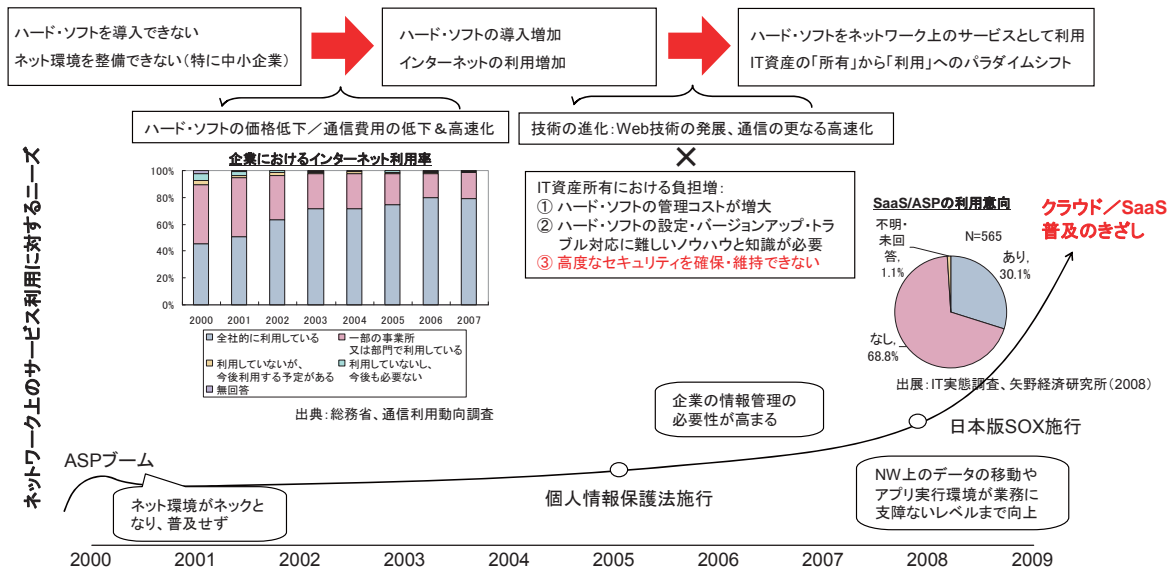 ハード・ソフトを導入できない
ネット環境を整備できない(特に中小企業)
ハード・ソフトの導入増加
インターネットの利用増加
ハード・ソフトをネットワーク上のサービスとして利用
IT資産の「所有」から「利用」へのパラダイムシフト
ハード・ソフトの価格低下/通信費用の低下&高速化
技術の進化:Web技術の発展、通信の更なる高速化
×
ネットワーク上のサービス利用に対するニーズ
企業におけるインターネット利用率
100%
80%
60%
40%
20%
0%
2000 2001 2002 2003 2004 2005 2006 2007
全社的に利用している
一部の事業所
又は部門で利用している
利用していないが、
今後利用する予定がある
利用していないし、
今後も必要ない
無回答
出典:総務省、通信利用動向調査
IT資産所有における負担増:
① ハード・ソフトの管理コストが増大
② ハード・ソフトの設定・バージョンアップ・トラ
ブル対応に難しいノウハウと知識が必要
③ 高度なセキュリティを確保・維持できない
SaaS/ASPの利用意向
不明・
未回
答,
1.1%
N=565
あり,
30.1%
なし,
68.8%
出展:IT実態調査、矢野経済研究所(2008)
クラウド/SaaS
普及のきざし
企業の情報管理の
必要性が高まる
日本版SOX施行
ASPブーム
ネット環境がネックと
なり、普及せず
個人情報保護法施行
NW上のデータの移動や
アプリ実行環境が業務に
支障ないレベルまで向上
2000 2001 2002 2003 2004 2005 2006 2007 2008 2009